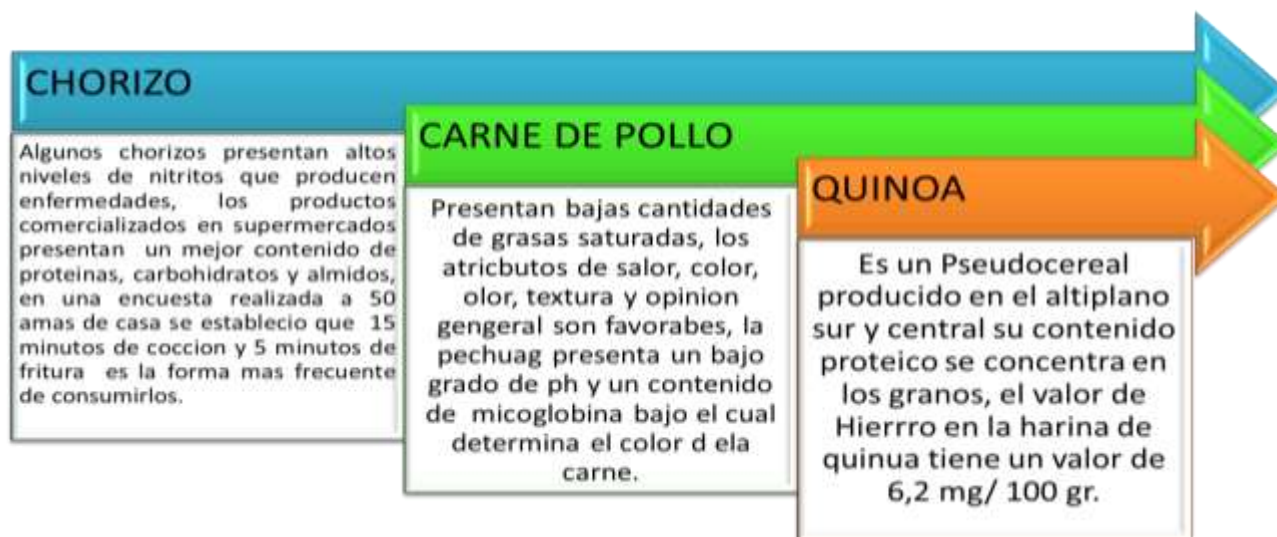 CHORIZO
Algunos chorizos presentan altos
niveles de nitritos que producen
enfermedades, los productos
comercializados en supermercados
presentan un mejor contenido de
proteinas, carbohidratos y almidos,
en una encuesta realizada a 50
amas de casa se establecio que 15
minutos de coccion y 5 minutos de
fritura es la forma mas frecuente
de consumirlos.
CARNE DE POLLO
Presentan bajas cantidades
de grasas saturadas, los
atricbutos de salor, color,
olor, textura y opinion
gengeral son favorabes, la
pechuag presenta un bajo
grado de ph y un contenido
de micoglobina bajo el cual
determina el color d ela
carne.
QUINOA
Es un Pseudocereal
producido en el altiplano
sur y central su contenido
proteico se concentra en
los granos, el valor de
Hierrro en la harina de
quinua tiene un valor de
6,2 mg/ 100 gr.